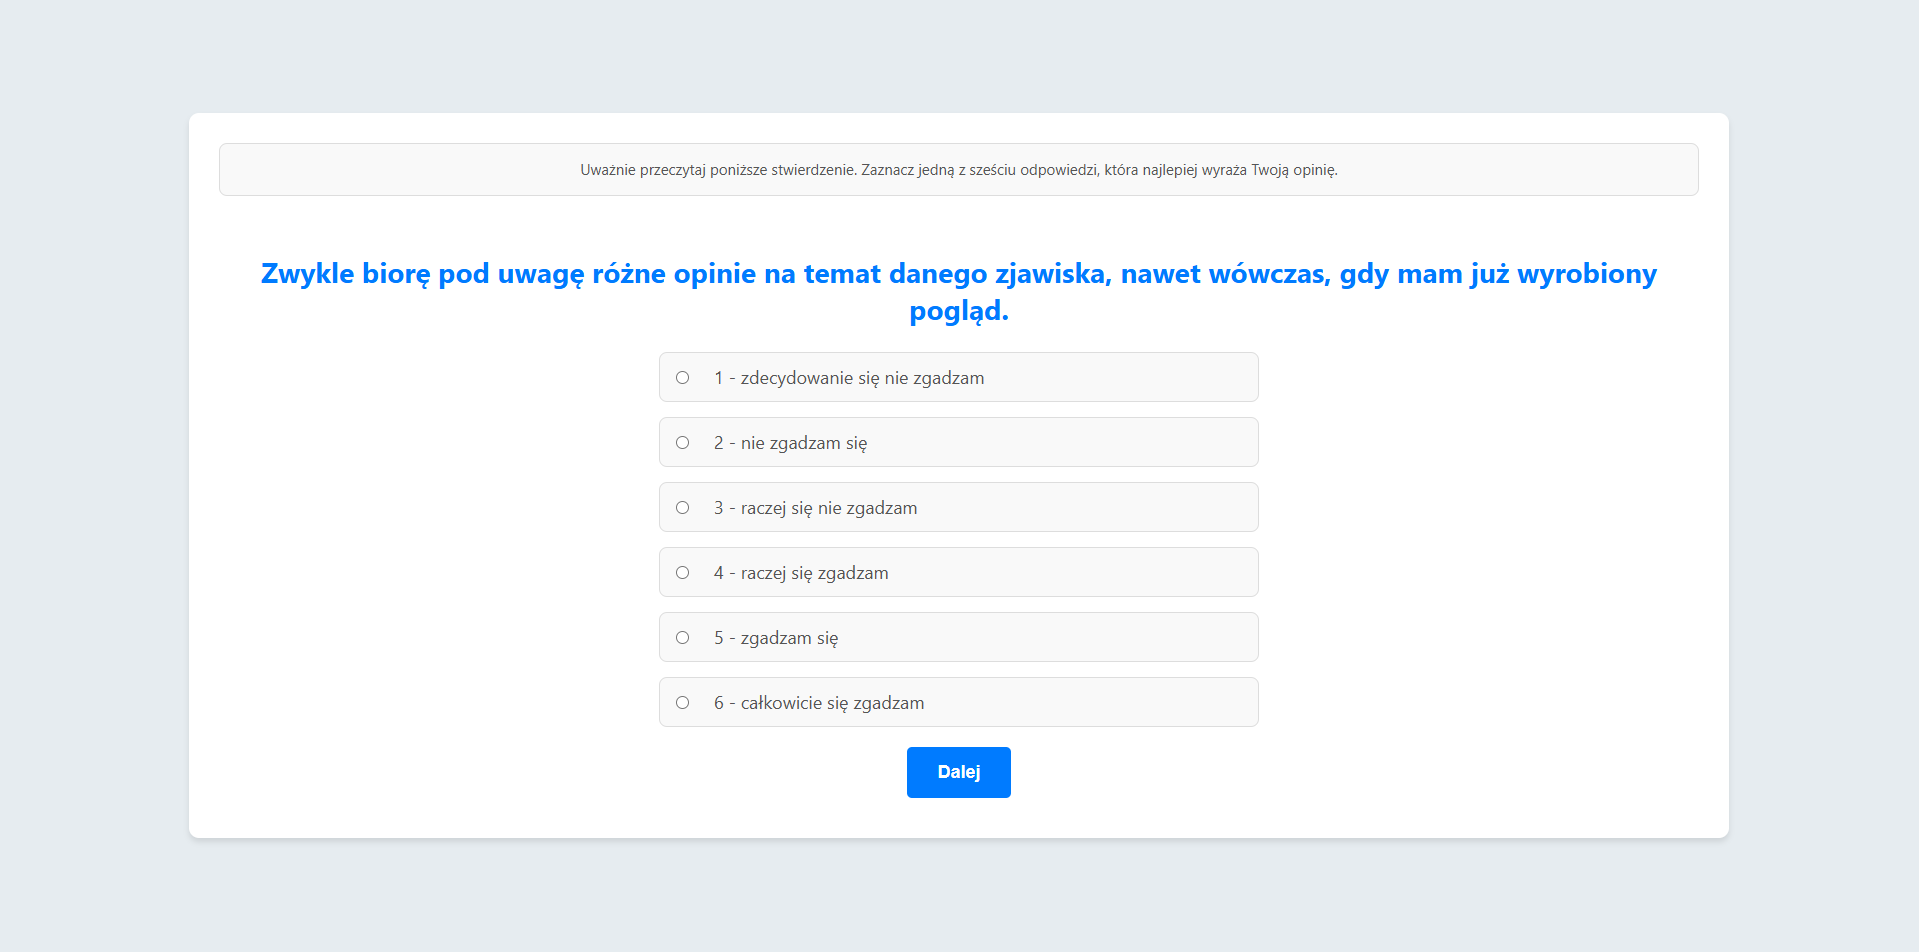 Uważnie przeczytaj poniższe stwierdzenie. Zaznacz jedną z sześciu odpowiedzi, która najlepiej wyraża Twoją opinię.
Zwykle biorę pod uwagę różne opinie na temat danego zjawiska, nawet wówczas, gdy mam już wyrobiony
pogląd.
1 - zdecydowanie się nie zgadzam
2 - nie zgadzam się
3 - raczej się nie zgadzam
4 - raczej się zgadzam
5 - zgadzam się
6 - całkowicie się zgadzam
Dalej